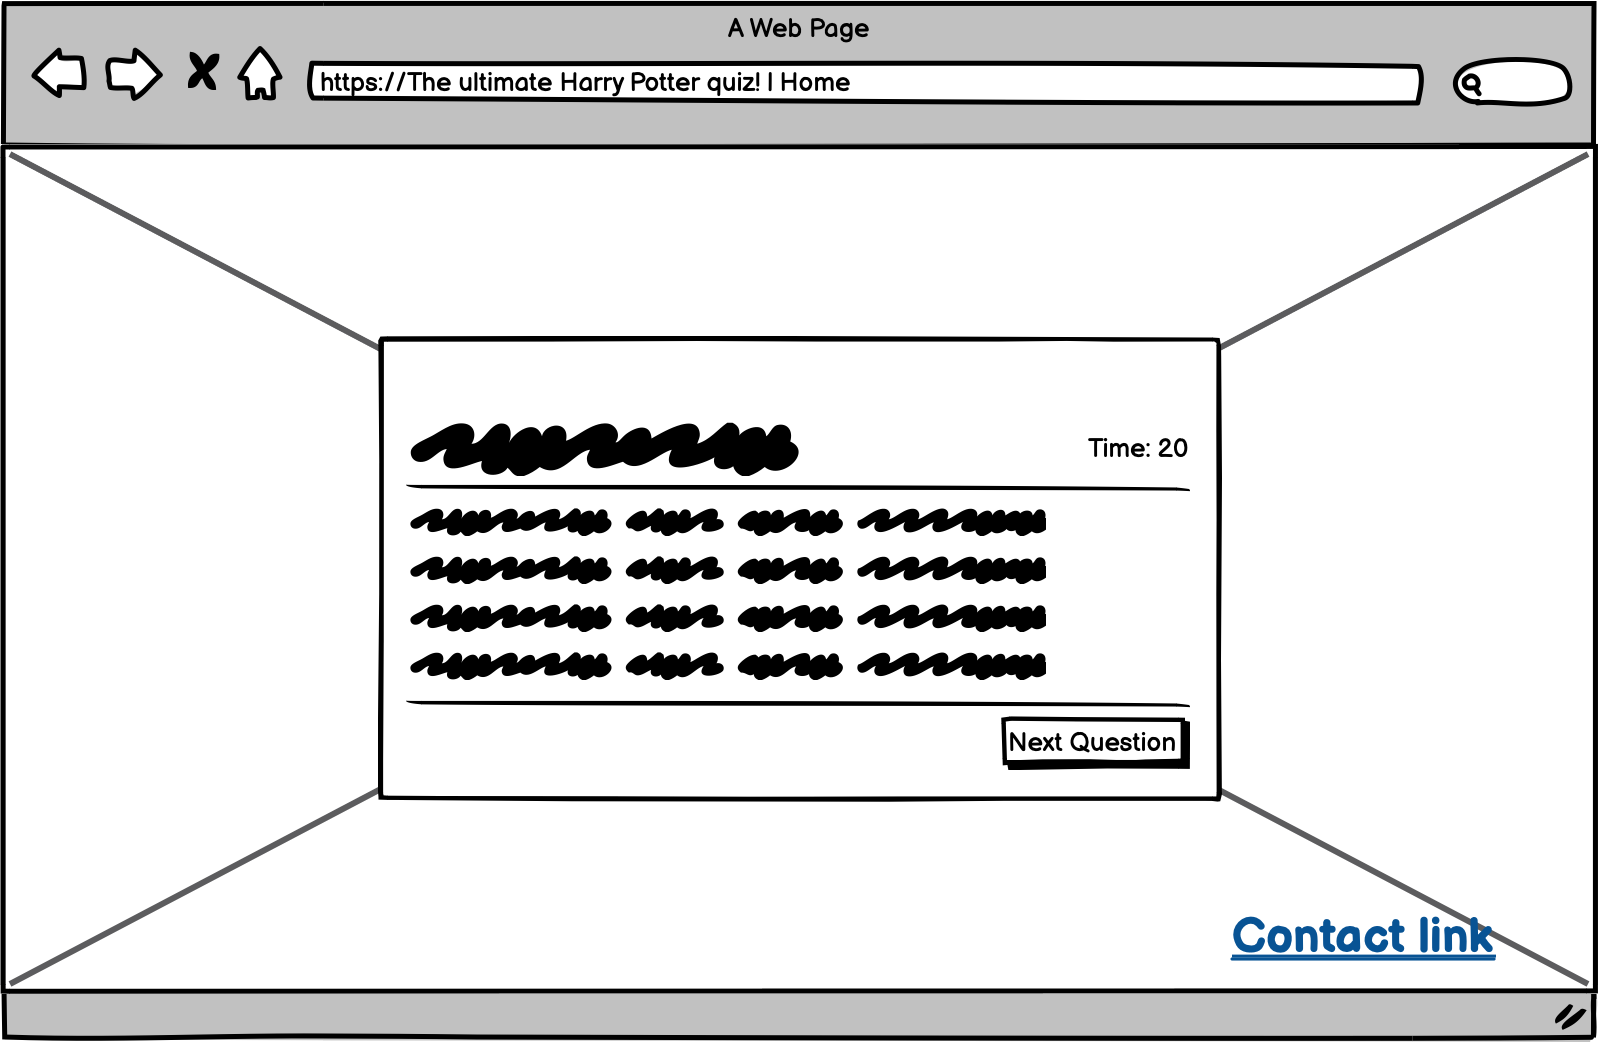 A Web Page
https://The ultimate Harry Potter quiz! | Home
Time: 20
Next Question
Contact link